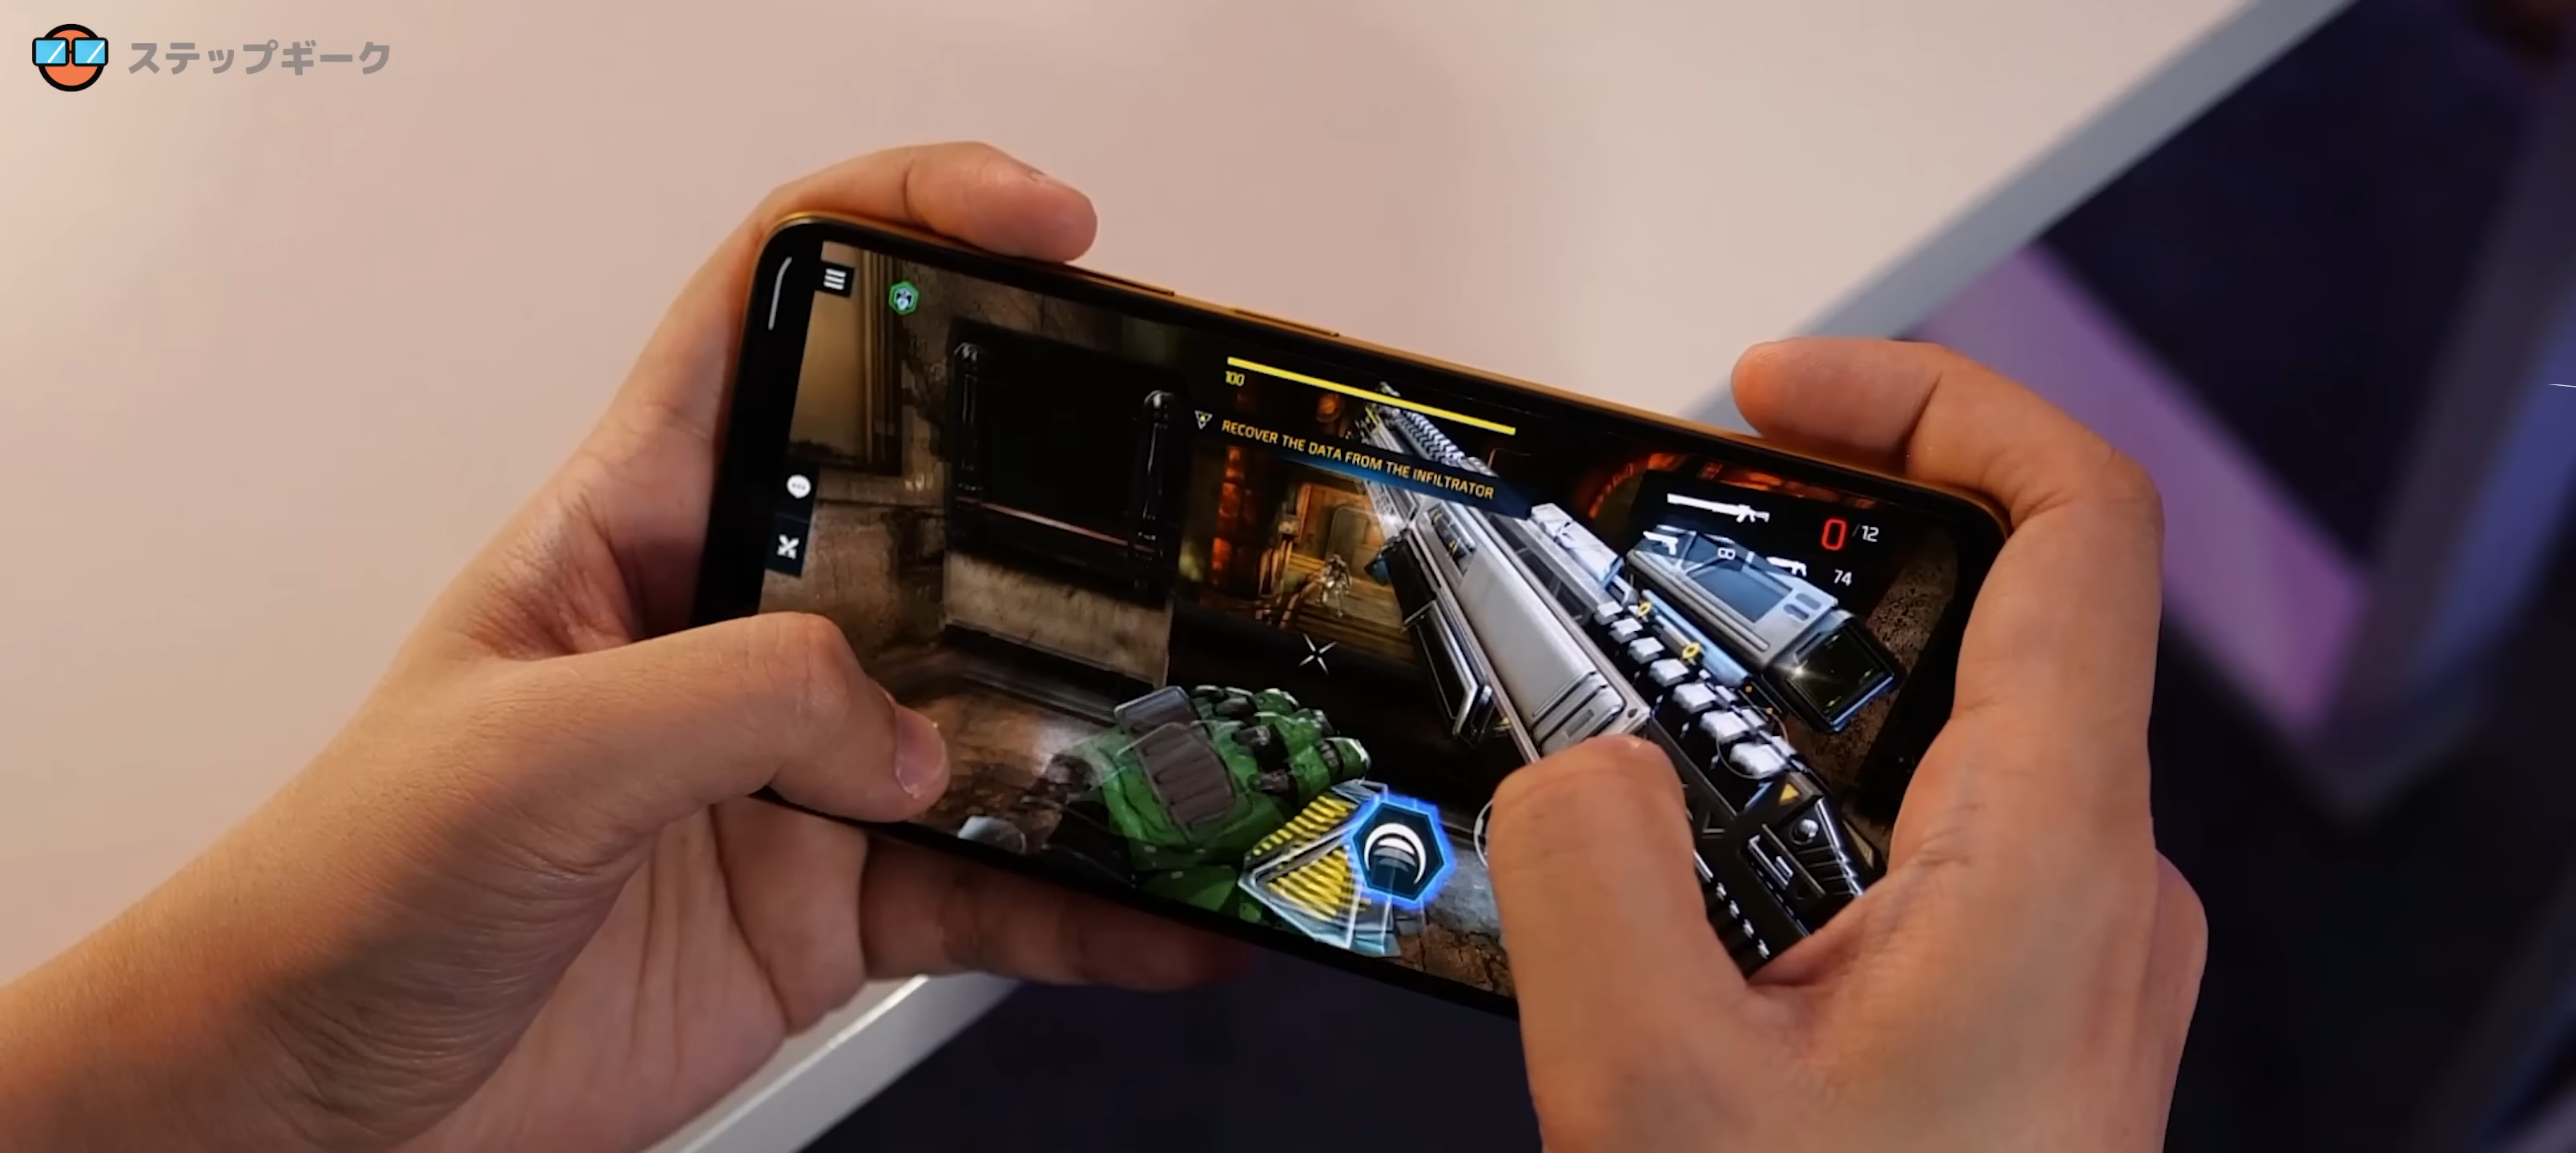 ステップギーク
100
RECOVER THE DATA FROM THE INFILTRATOR
0/12
∞
74